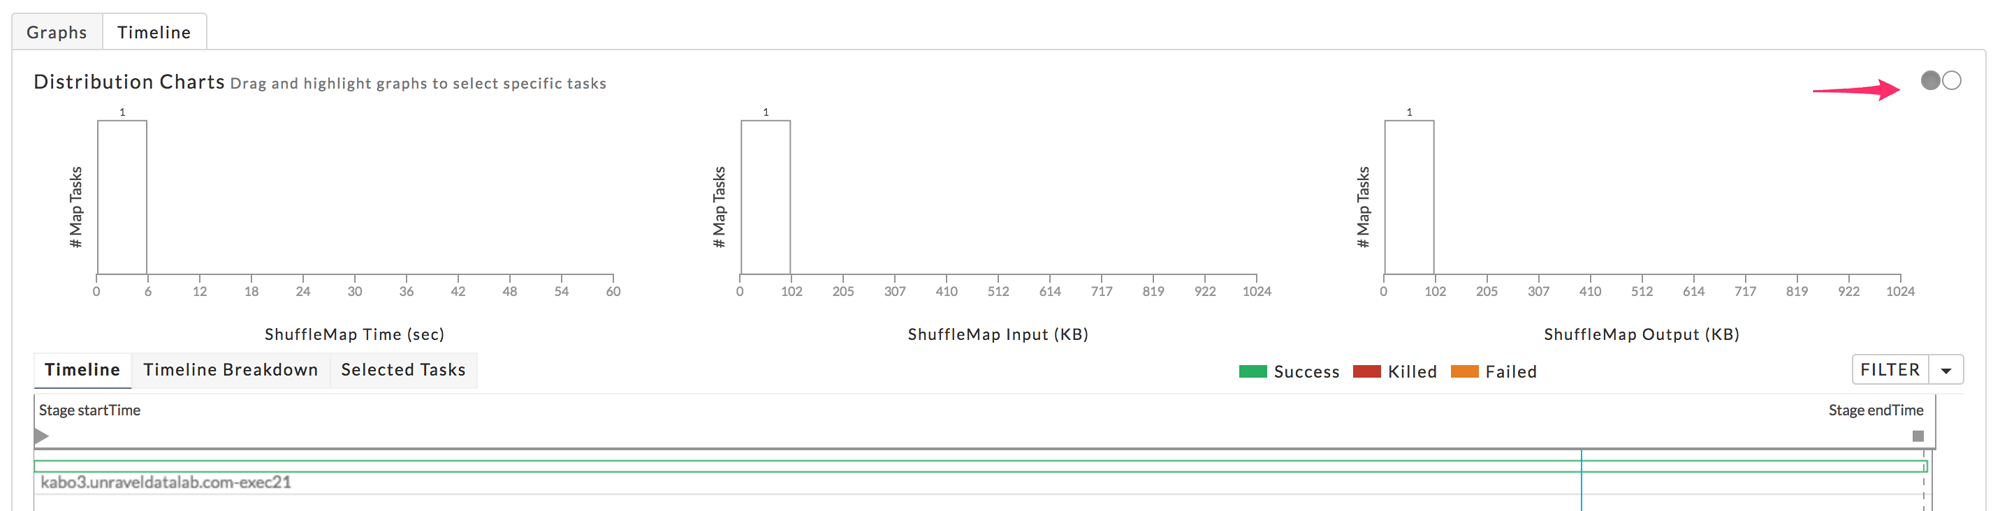 Graphs Timeline
Distribution Charts Drag and highlight graphs to select specific tasks
1
# Map Tasks
0 6 12 18 24 30 36 42 48 54 60
ShuffleMap Time (sec)
1
# Map Tasks
0 102 205 307 410 512 614 717 819 922 1024
ShuffleMap Input (KB)
1
# Map Tasks
0 102 205 307 410 512 614 717 819 922 1024
ShuffleMap Output (KB)
Timeline Timeline Breakdown Selected Tasks Success Killed Failed FILTER
Stage startTime Stage endTime
kabo3.unraveldatalab.com-exec21